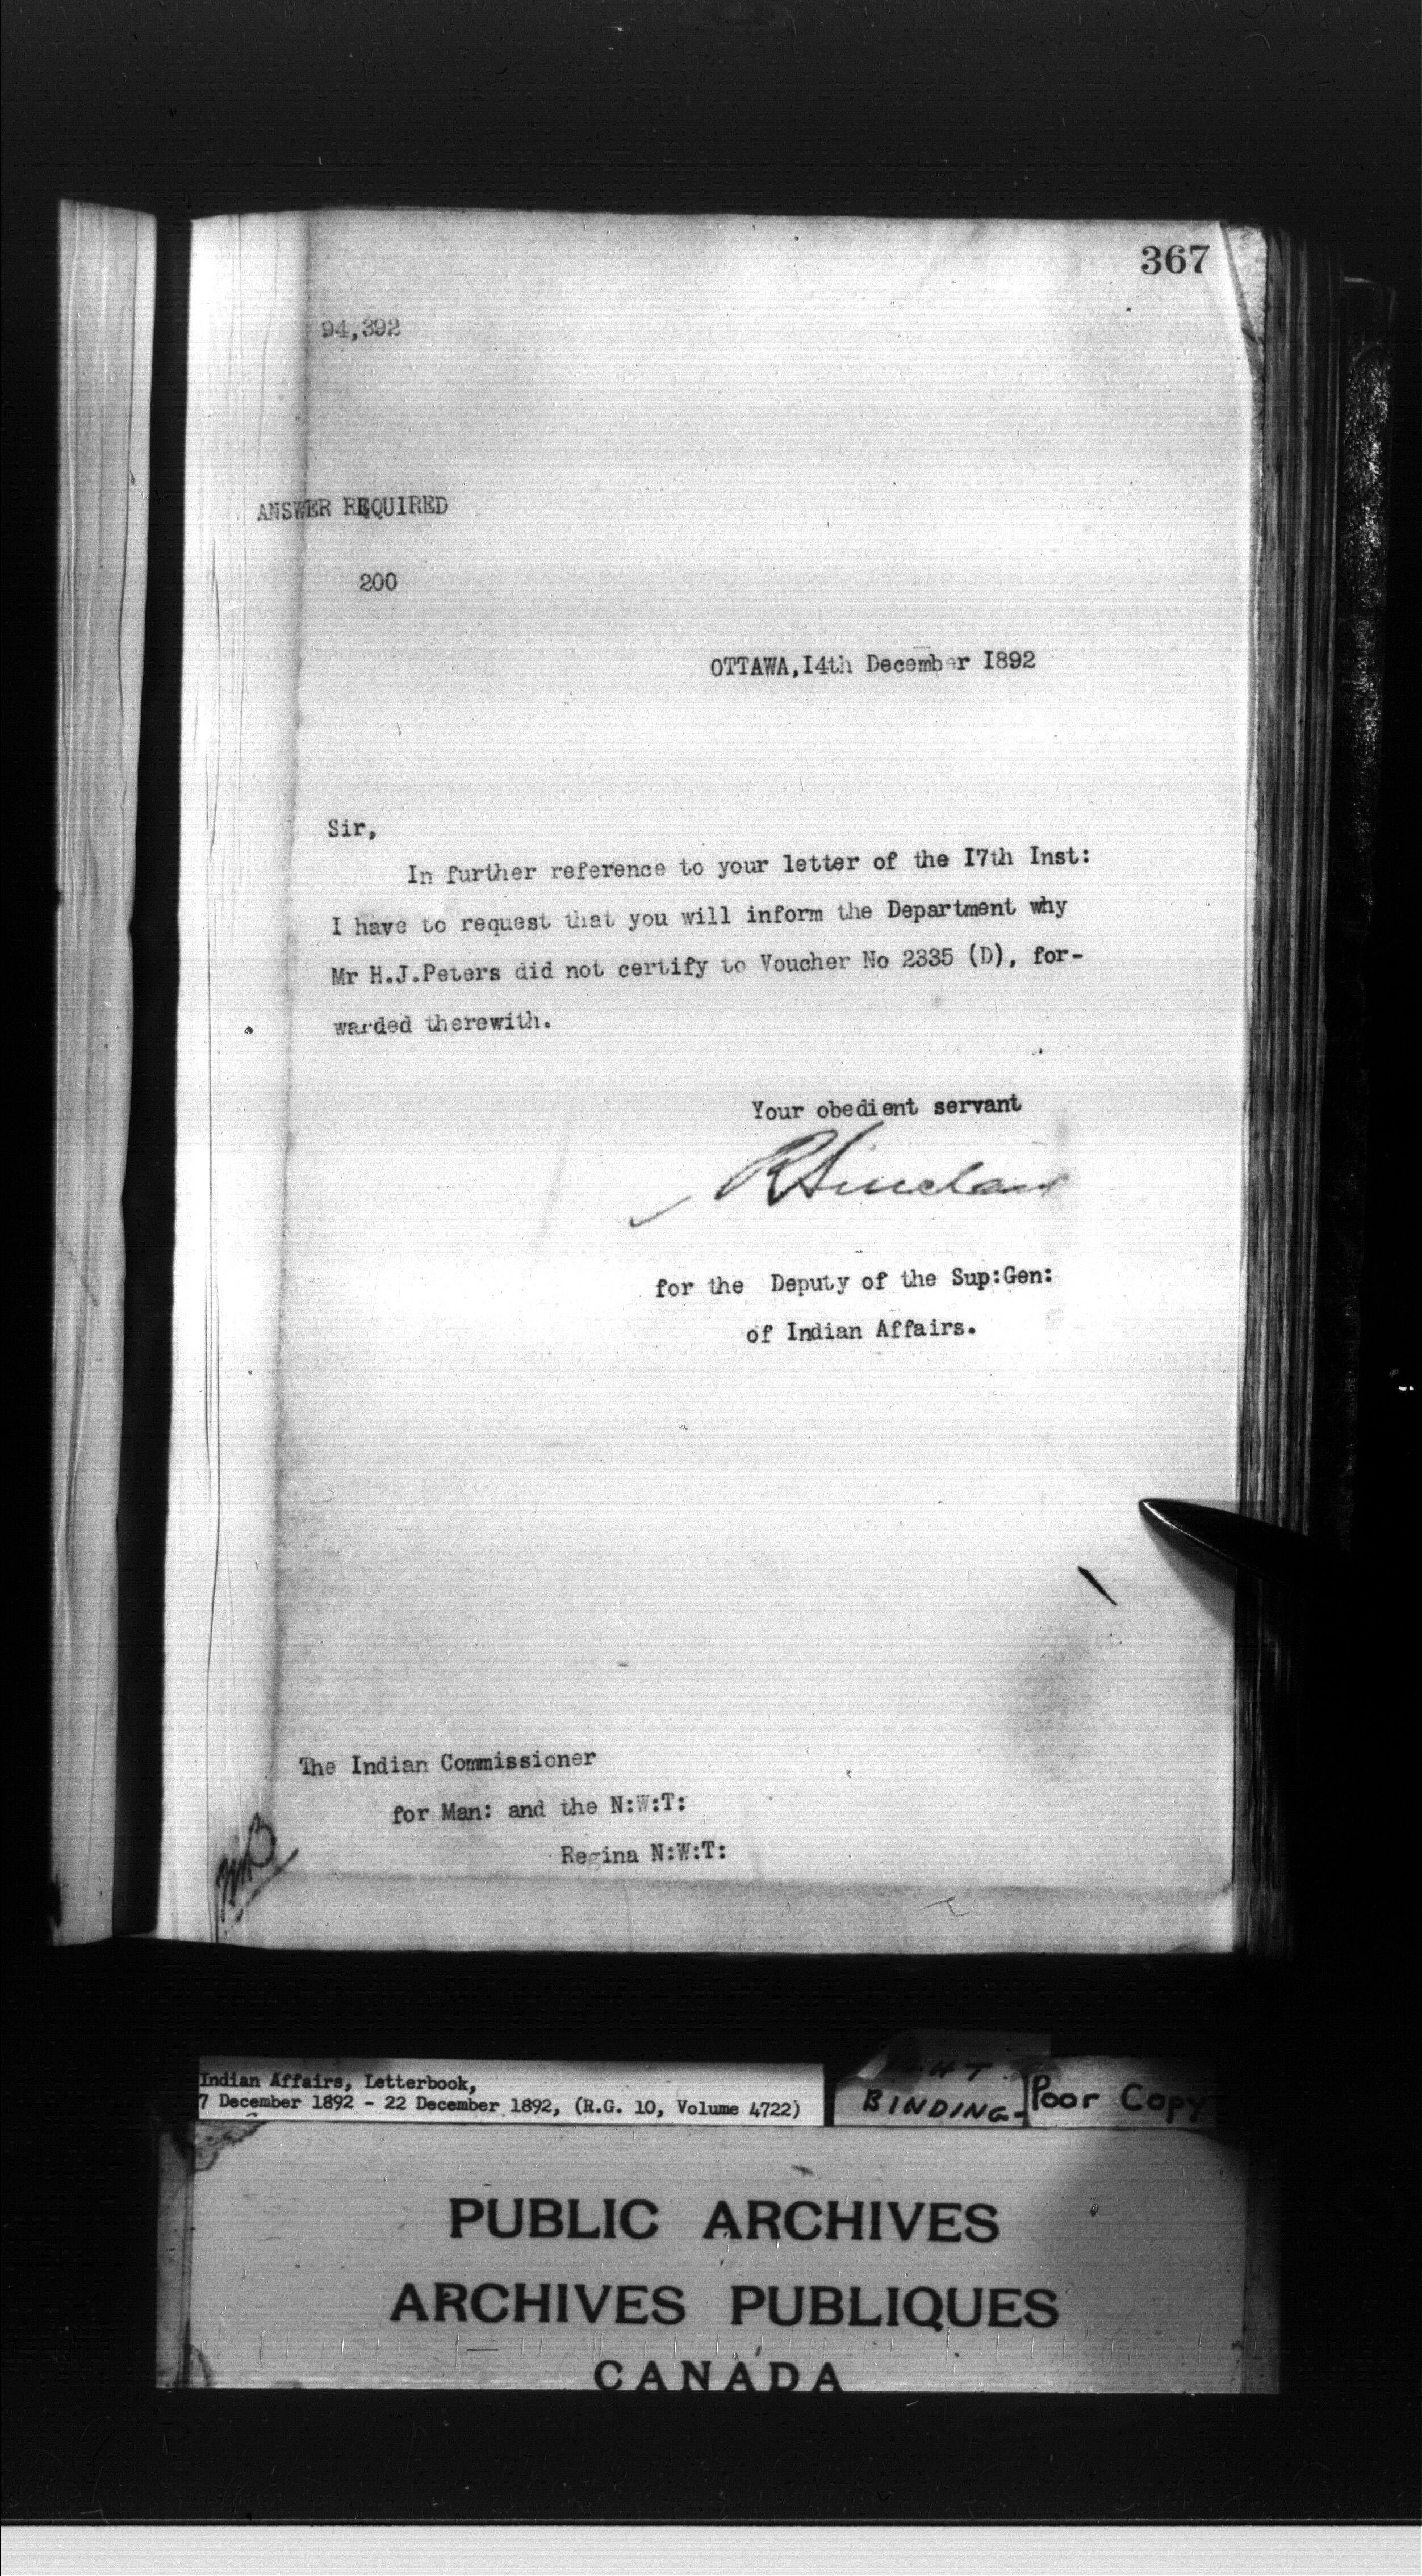 367
94,392
ANSWER REQUIRED
200
OTTAWA,I4th December I892
Sir,
In further reference to your letter of the I7th Inst:
I have to request that you will inform the Department why
Mr H.J.Peters did not certify to Voucher No 2335 (D), for-
warded therewith.
Your obedient servant
R Sinclair
for the Deputy of the Sup:Gen:
of Indian Affairs.
The Indian Commissioner
for Man: and the N:W:T:
Regina N:W:T:
Indian Affairs, Letterbook,
7 December 1892 - 22 December 1892, (R.G. 10, Volume 4722)
BINDING
Poor Copy
PUBLIC ARCHIVES
ARCHIVES PUBLIQUES
CANADA